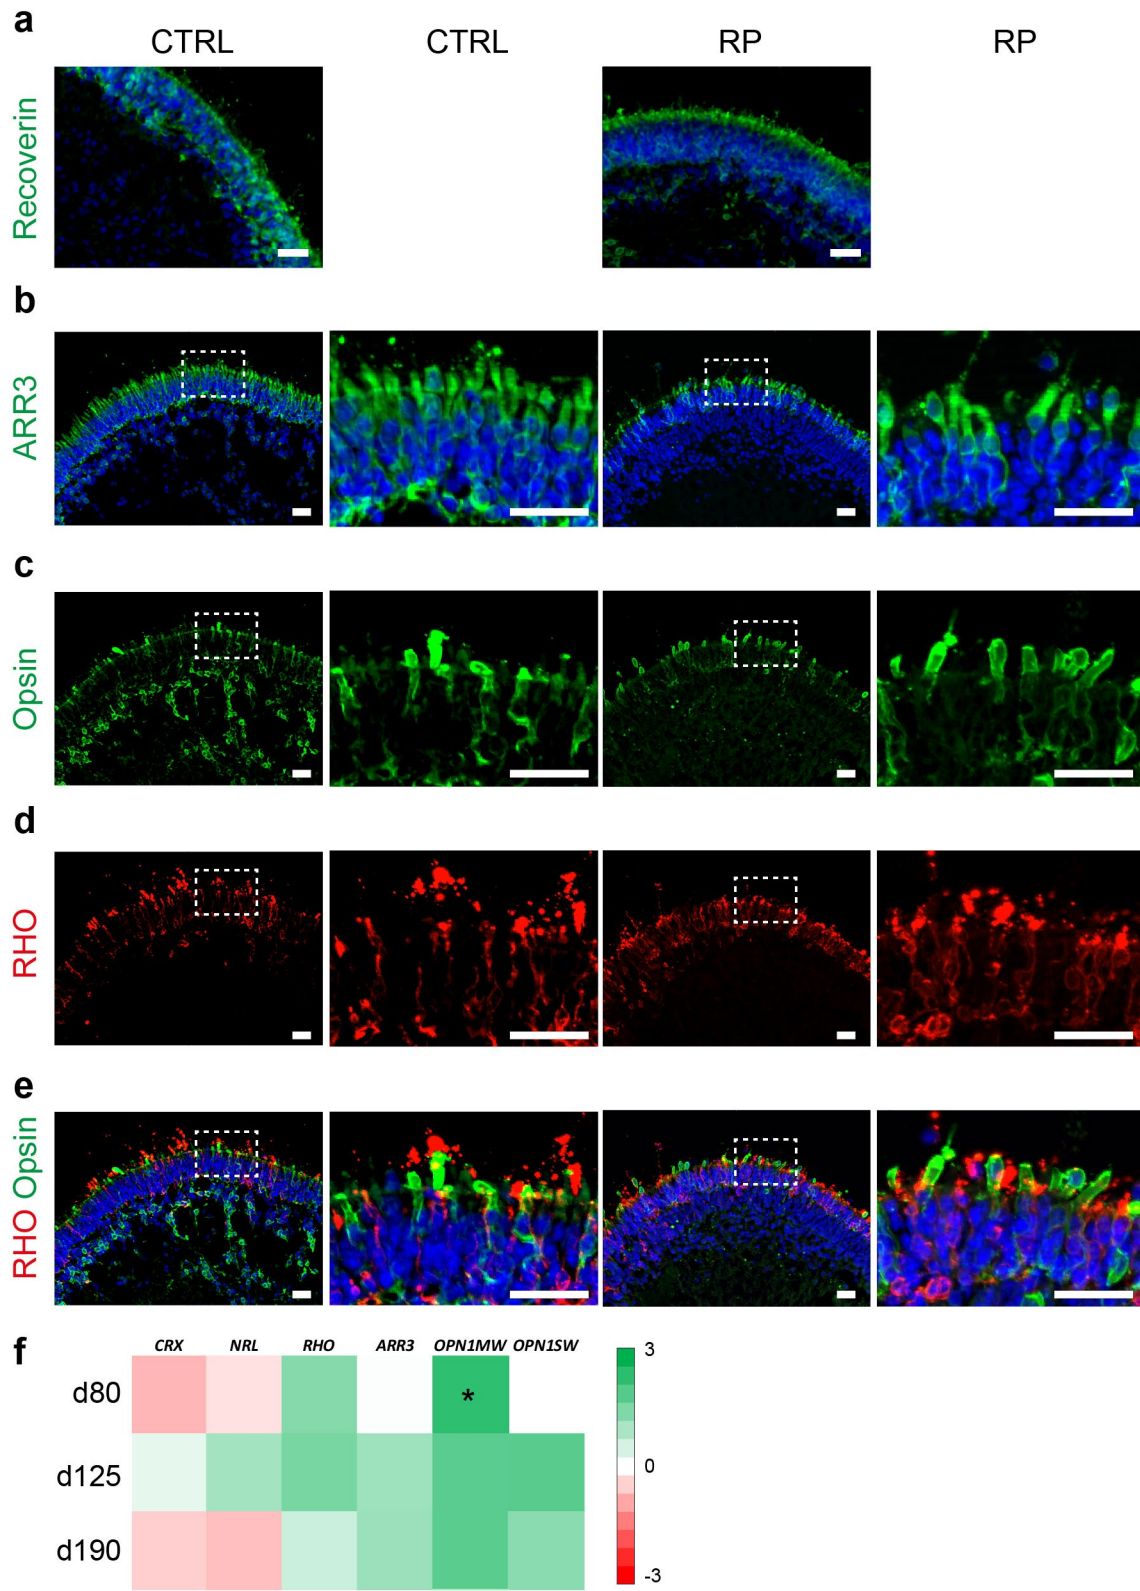 a
CTRL CTRL RP RP
Recoverin
b
ARR3
c
Opsin
d
RHO
e
RHO Opsin
f
CRX NRL RHO ARR3 OPN1MW OPN1SW
d80
*
d125
d190
3
0
-3